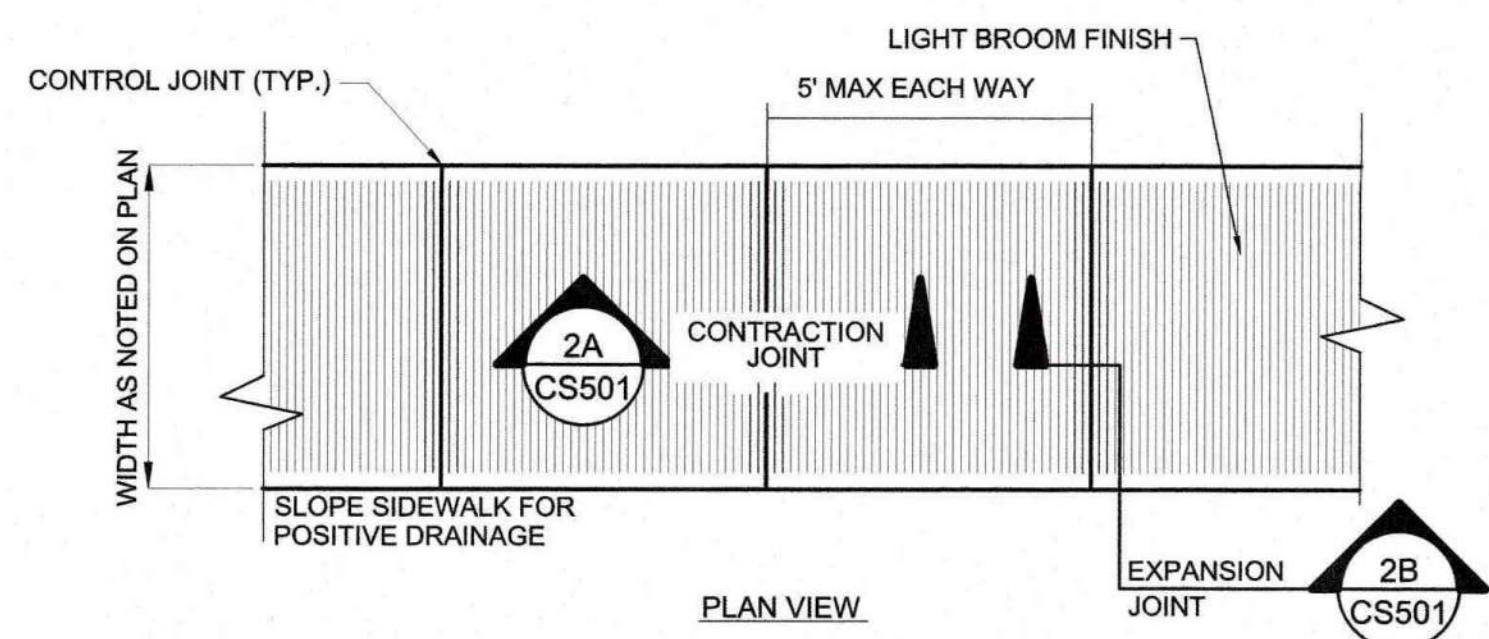 LIGHT BROOM FINISH
CONTROL JOINT (TYP.)
5' MAX EACH WAY
WIDTH AS NOTED ON PLAN
CONTRACTION
JOINT
2A
CS501
SLOPE SIDEWALK FOR
POSITIVE DRAINAGE
EXPANSION
JOINT
2B
CS501
PLAN VIEW